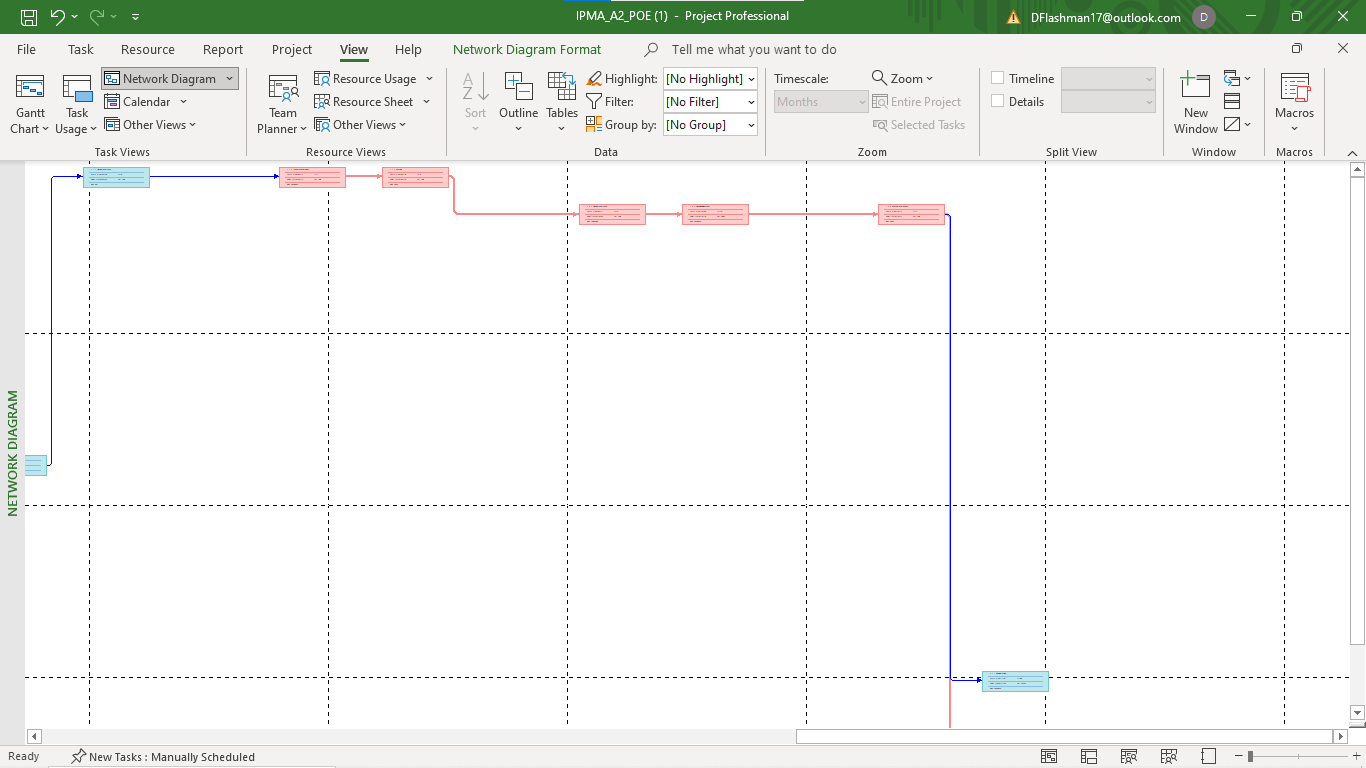 IPMA_A2_POE (1) - Project Professional
DFlashman17@outlook.com
D
File Task Resource Report Project View Help Network Diagram Format Tell me what you want to do
Gantt Chart
Task Usage
Network Diagram
Calendar
Other Views
Task Views
Team Planner
Resource Usage
Resource Sheet
Other Views
Resource Views
Sort
Outline
Tables
Highlight: [No Highlight]
Filter: [No Filter]
Group by: [No Group]
Data
Timescale:
Months
Zoom
Entire Project
Selected Tasks
Zoom
Timeline
Details
Split View
New Window
Window
Macros
Macros
NETWORK DIAGRAM
Ready
New Tasks : Manually Scheduled